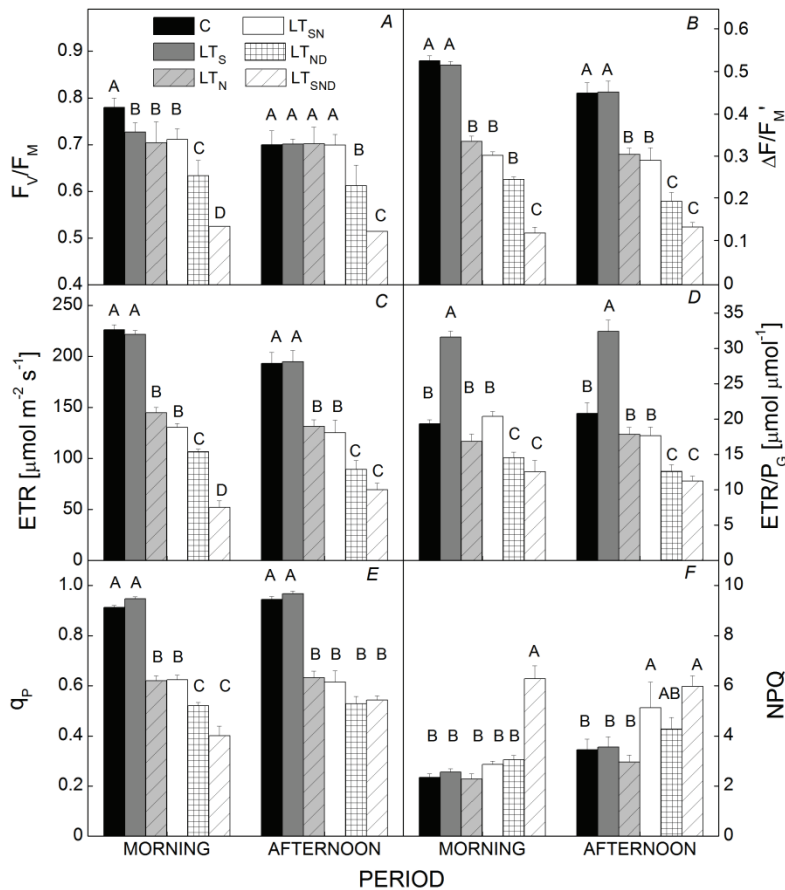 A
C
LT_SN
LT_S
LT_ND
LT_N
LT_SND
0.9
0.8
0.7
0.6
0.5
0.4
F_V/F_M
A B B B C D
A A A A B C
B
A A B B B C
A A B B C C
0.6
0.5
0.4
0.3
0.2
0.1
0
ΔF/F_M'
C
250
200
150
100
50
0
ETR [μmol m⁻² s⁻¹]
A A B B C D
A A B B C C
D
B A B B C C
B A B B C C
35
30
25
20
15
10
5
0
ETR/P_G [μmol μmol⁻¹]
E
1.0
0.8
0.6
0.4
0.2
0
q_P
A A B B C C
A A B B B B
F
B B B B B A
B B B A AB A
10
8
6
4
2
0
NPQ
MORNING AFTERNOON MORNING AFTERNOON
PERIOD